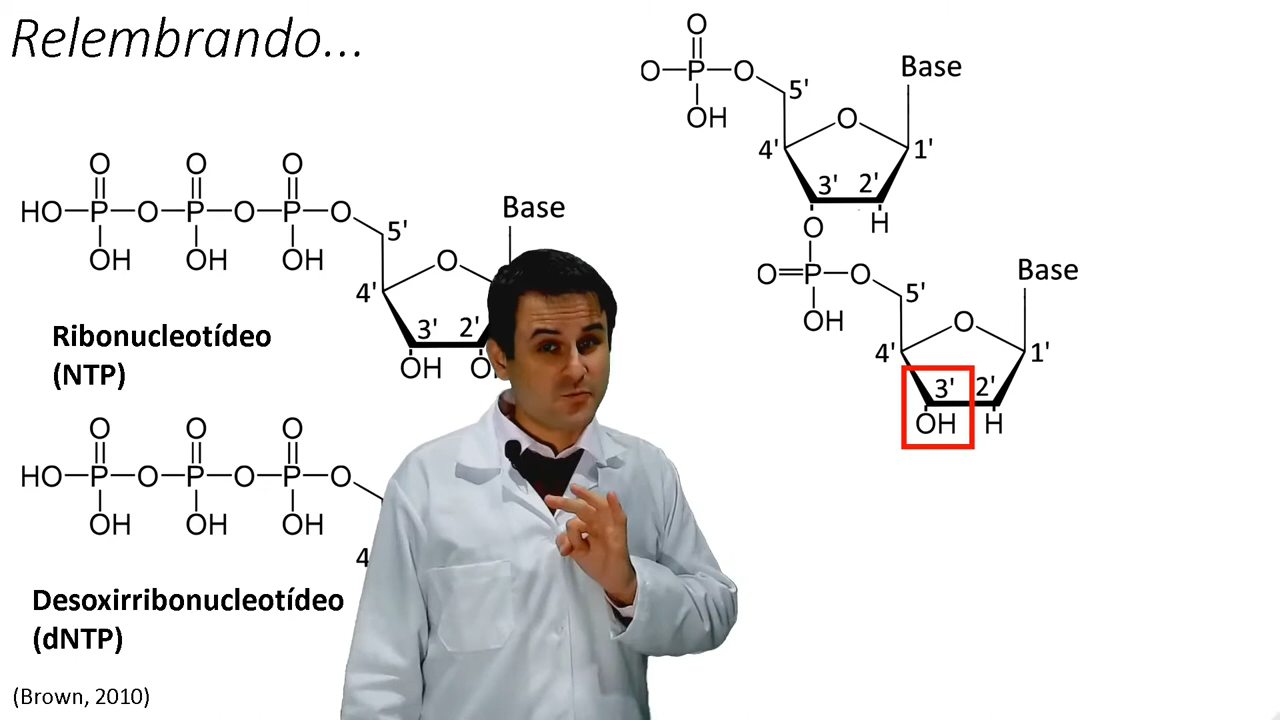 Relembrando...
O
HO P O P O P O
OH OH OH
5'
Base
O
4'
3' 2'
OH
Ribonucleotídeo
(NTP)
O O O
HO P O P O P O
OH OH OH
4
Desoxirribonucleotídeo
(dNTP)
(Brown, 2010)
O
O P O
OH
5'
Base
O
4' 1'
3' 2'
H
O
O P O
OH
5'
Base
O
4' 1'
3' 2'
OH H